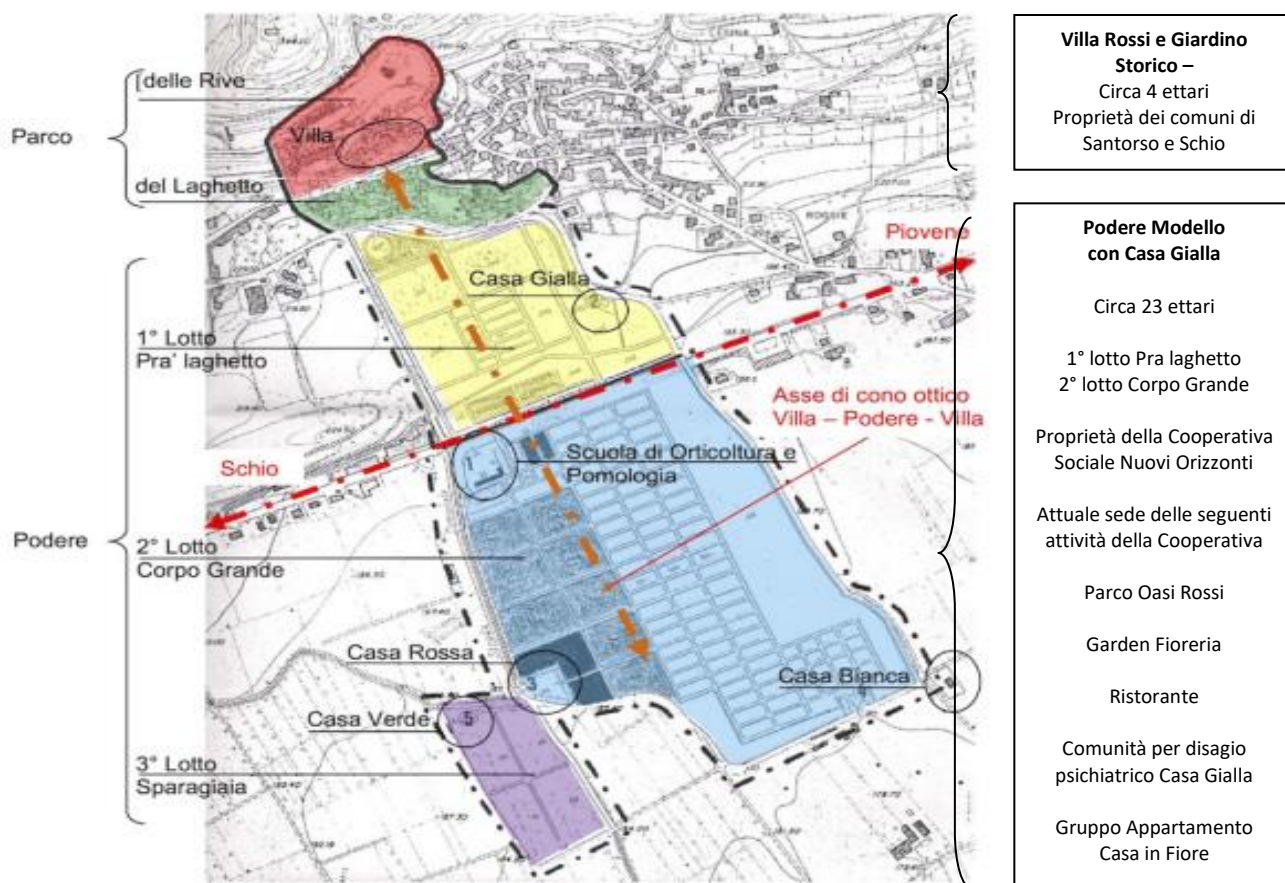 [delle Rive
Parco
Villa
del Laghetto
Piovene
Casa Gialla
2
1° Lotto
Pra' laghetto
Asse di cono ottico
Villa – Podere - Villa
Schio
1
Scuola di Orticoltura e
Pomologia
Podere
2° Lotto
Corpo Grande
Casa Rossa
3
Casa Bianca
Casa Verde
5
3° Lotto
Sparagiaia
Villa Rossi e Giardino
Storico –
Circa 4 ettari
Proprietà dei comuni di
Santorso e Schio
Podere Modello
con Casa Gialla
Circa 23 ettari
1° lotto Pra laghetto
2° lotto Corpo Grande
Proprietà della Cooperativa
Sociale Nuovi Orizzonti
Attuale sede delle seguenti
attività della Cooperativa
Parco Oasi Rossi
Garden Fioreria
Ristorante
Comunità per disagio
psichiatrico Casa Gialla
Gruppo Appartamento
Casa in Fiore